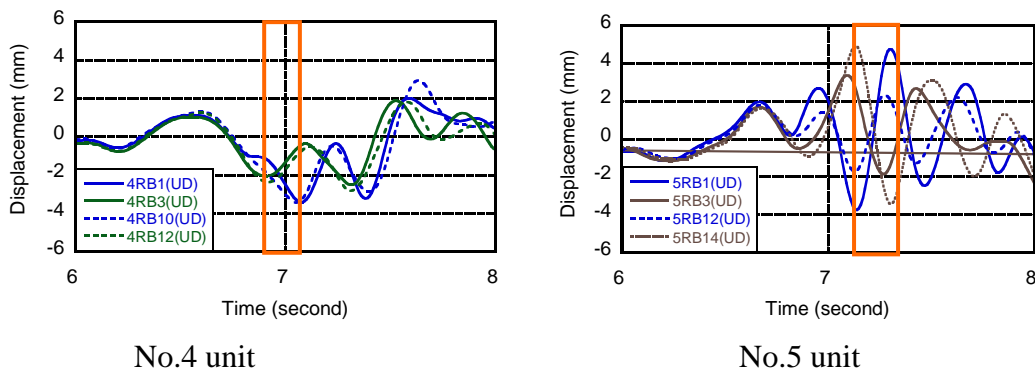 Displacement (mm)
6
4
2
0
-2
-4
-6
4RB1(UD)
4RB3(UD)
4RB10(UD)
4RB12(UD)
6
7
8
Time (second)
No.4 unit
Displacement (mm)
6
4
2
0
-2
-4
-6
5RB1(UD)
5RB3(UD)
5RB12(UD)
5RB14(UD)
6
7
8
Time (second)
No.5 unit